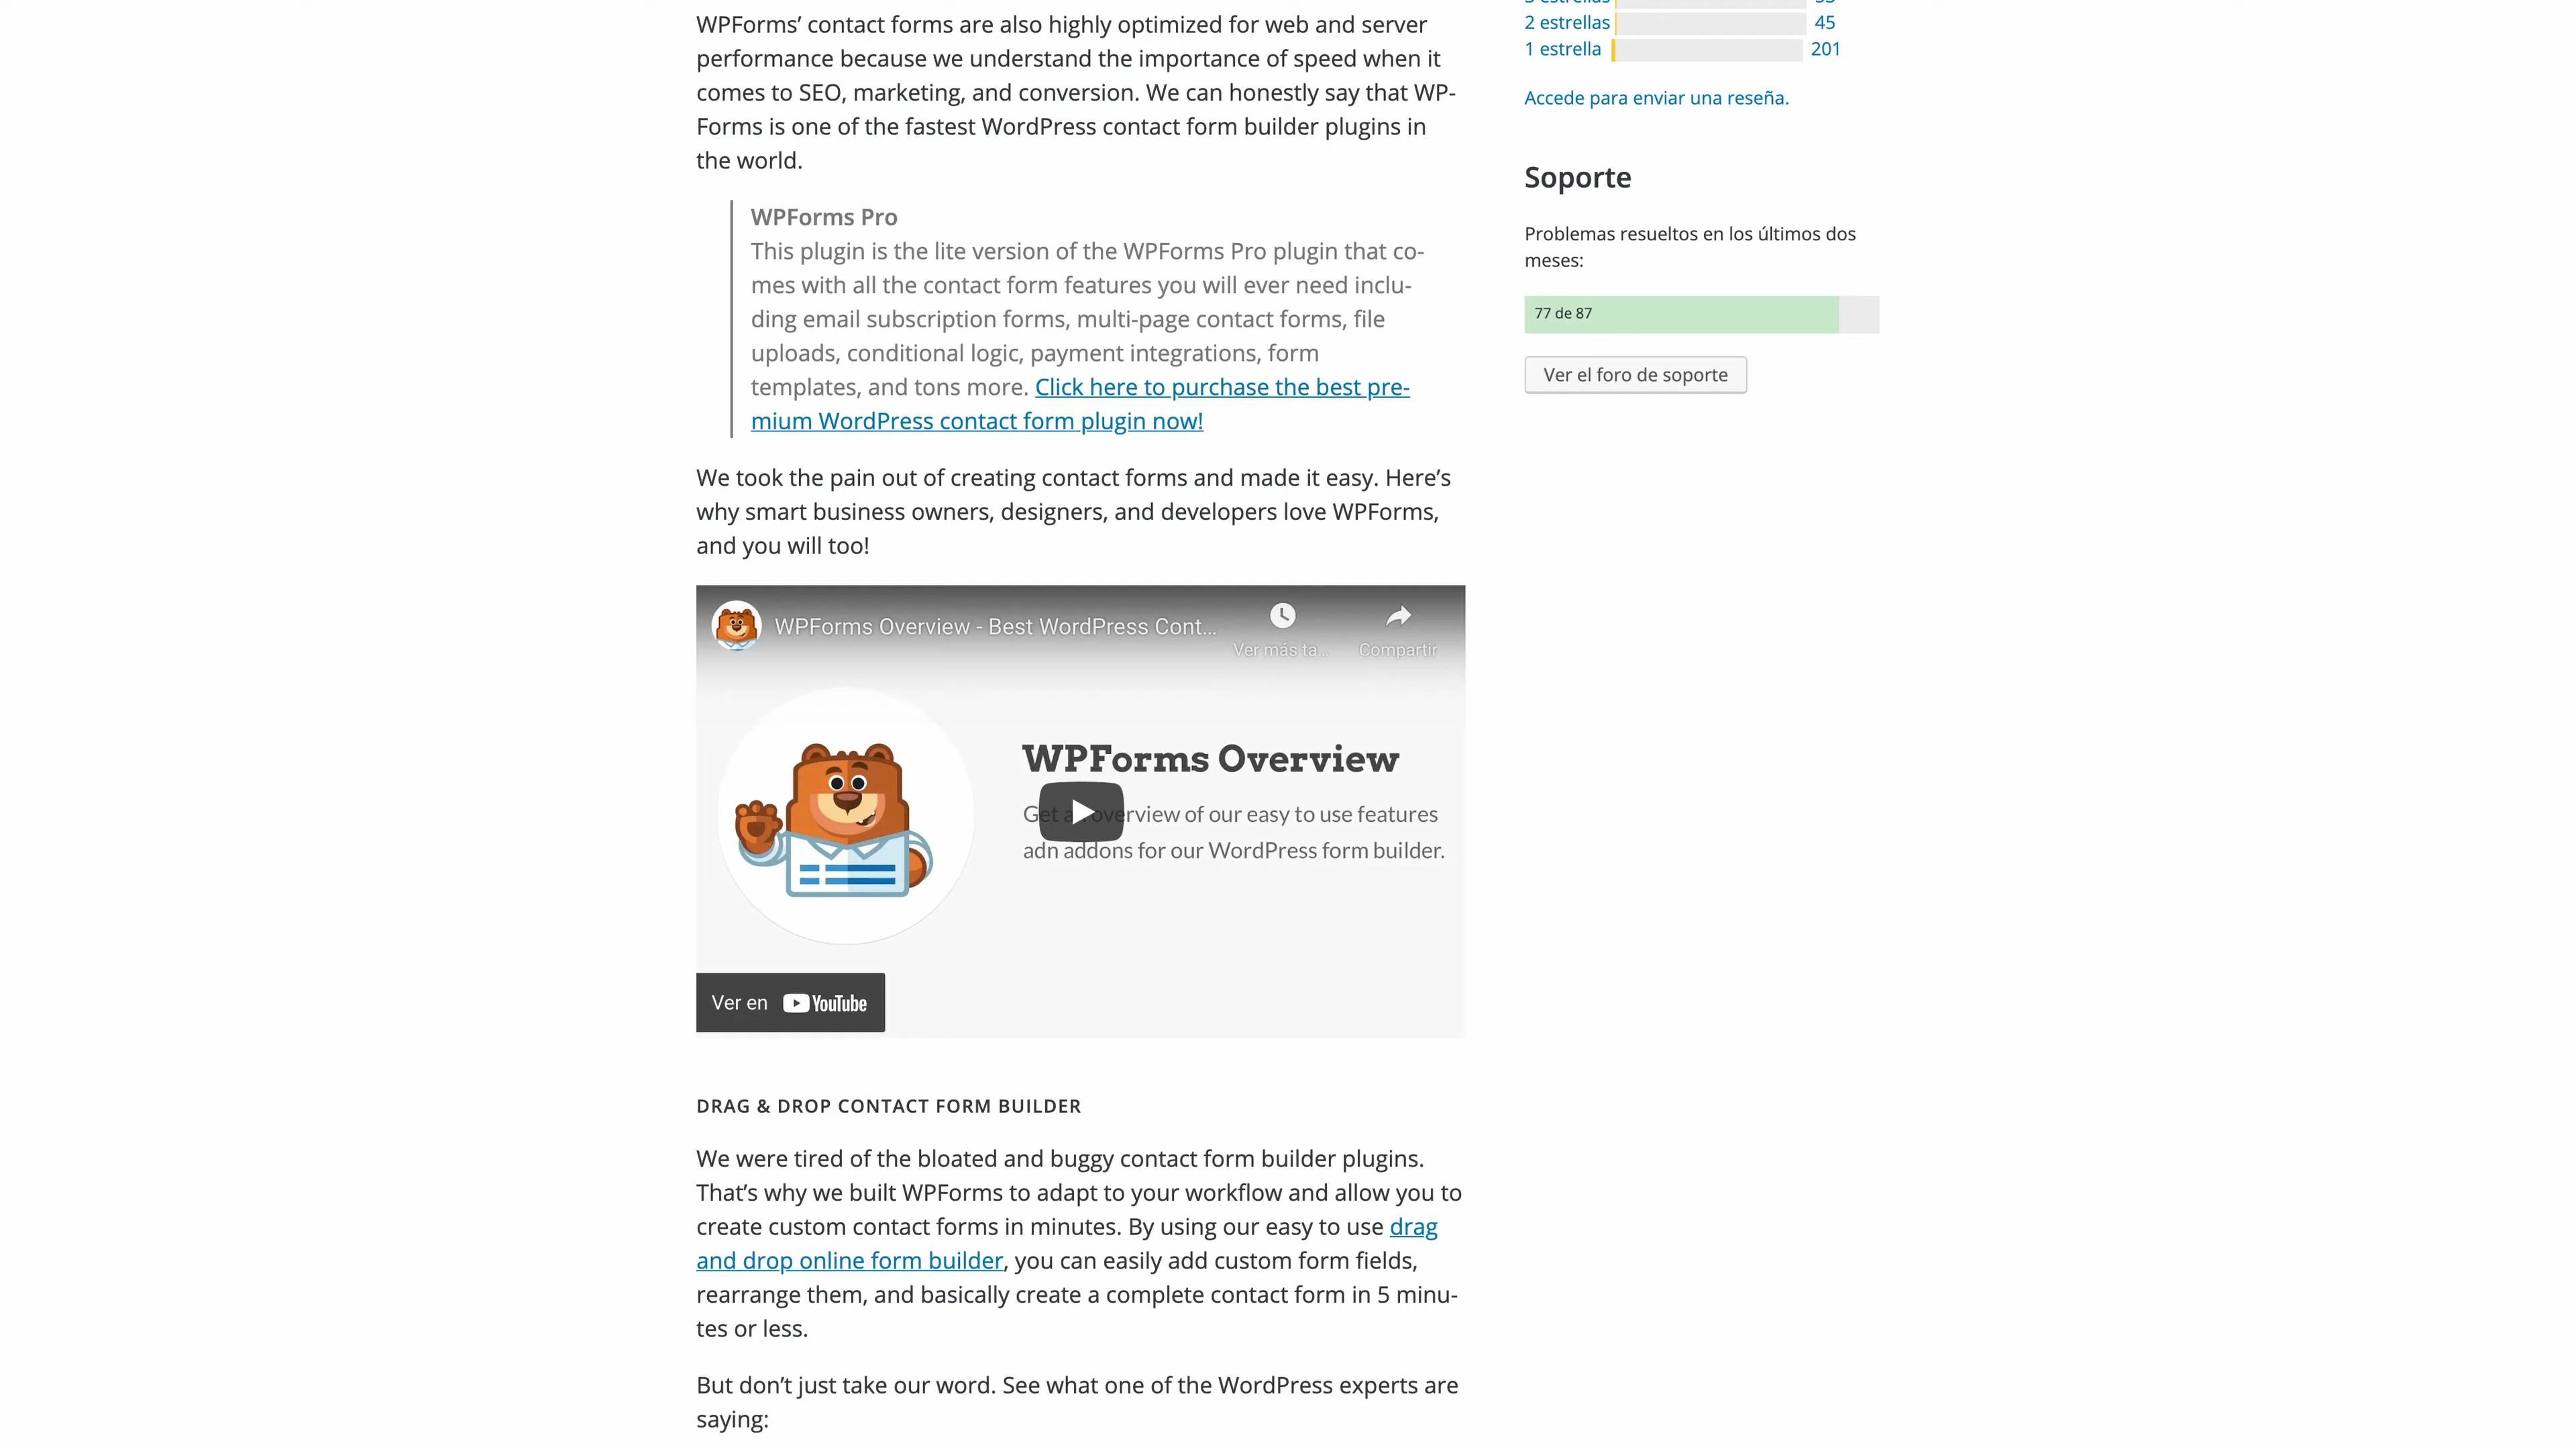 WPForms’ contact forms are also highly optimized for web and server
performance because we understand the importance of speed when it
comes to SEO, marketing, and conversion. We can honestly say that WP-
Forms is one of the fastest WordPress contact form builder plugins in
the world.
WPForms Pro
This plugin is the lite version of the WPForms Pro plugin that co-
mes with all the contact form features you will ever need inclu-
ding email subscription forms, multi-page contact forms, file
uploads, conditional logic, payment integrations, form
templates, and tons more. Click here to purchase the best pre-
mium WordPress contact form plugin now!
We took the pain out of creating contact forms and made it easy. Here’s
why smart business owners, designers, and developers love WPForms,
and you will too!
WPForms Overview - Best WordPress Cont...
Ver más ta...
Compartir
WPForms Overview
Get an overview of our easy to use features
adn addons for our WordPress form builder.
Ver en YouTube
DRAG & DROP CONTACT FORM BUILDER
We were tired of the bloated and buggy contact form builder plugins.
That’s why we built WPForms to adapt to your workflow and allow you to
create custom contact forms in minutes. By using our easy to use drag
and drop online form builder, you can easily add custom form fields,
rearrange them, and basically create a complete contact form in 5 minu-
tes or less.
But don’t just take our word. See what one of the WordPress experts are
saying:
2 estrellas 45
1 estrella 201
Accede para enviar una reseña.
Soporte
Problemas resueltos en los últimos dos
meses:
77 de 87
Ver el foro de soporte